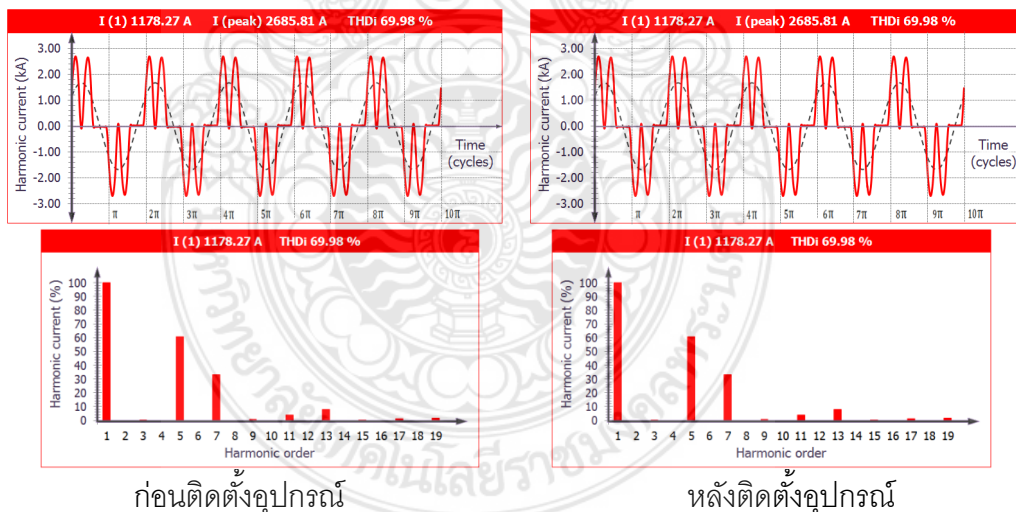 I (1) 1178.27 A I (peak) 2685.81 A THDi 69.98 %
Harmonic current (kA)
3.00
2.00
1.00
0.00
-1.00
-2.00
-3.00
π 2π 3π 4π 5π 6π 7π 8π 9π 10π
Time
(cycles)
I (1) 1178.27 A I (peak) 2685.81 A THDi 69.98 %
Harmonic current (kA)
3.00
2.00
1.00
0.00
-1.00
-2.00
-3.00
π 2π 3π 4π 5π 6π 7π 8π 9π 10π
Time
(cycles)
I (1) 1178.27 A THDi 69.98 %
Harmonic current (%)
100
90
80
70
60
50
40
30
20
10
0
1 2 3 4 5 6 7 8 9 10 11 12 13 14 15 16 17 18 19
Harmonic order
I (1) 1178.27 A THDi 69.98 %
Harmonic current (%)
100
90
80
70
60
50
40
30
20
10
0
1 2 3 4 5 6 7 8 9 10 11 12 13 14 15 16 17 18 19
Harmonic order
ก่อนติดตั้งอุปกรณ์
หลังติดตั้งอุปกรณ์